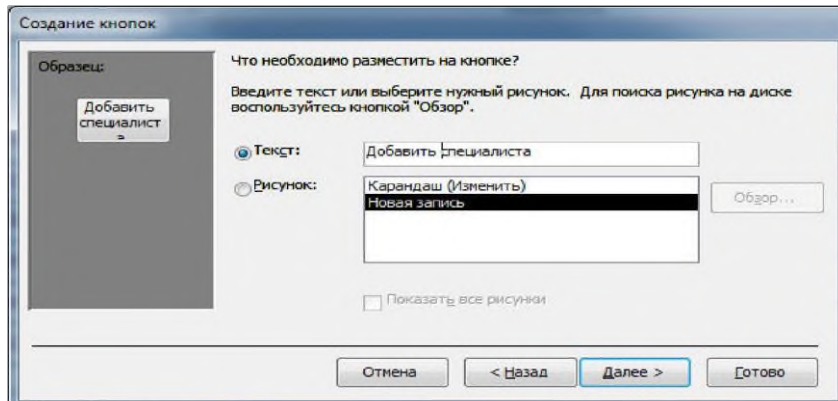 Создание кнопок
Образец:
Добавить
специалист
Что необходимо разместить на кнопке?
Введите текст или выберите нужный рисунок. Для поиска рисунка на диске
воспользуйтесь кнопкой "Обзор".
Текст:
Добавить специалиста
Рисунок:
Карандаш (Изменить)
Новая запись
Обзор...
Показать все рисунки
Отмена
< Назад
Далее >
Готово